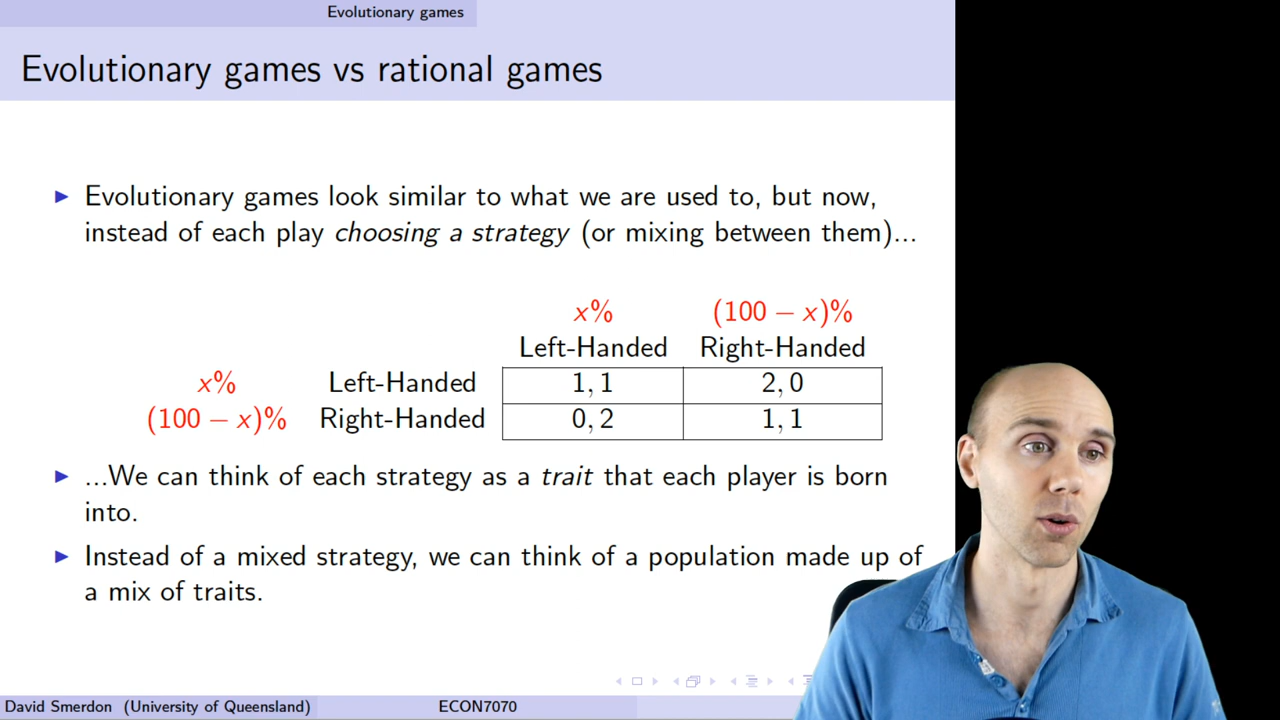 Evolutionary games
Evolutionary games vs rational games
▶ Evolutionary games look similar to what we are used to, but now,
instead of each play choosing a strategy (or mixing between them)...
x% (100 − x)%
Left-Handed Right-Handed
x% Left-Handed 1, 1 2, 0
(100 − x)% Right-Handed 0, 2 1, 1
▶ ...We can think of each strategy as a trait that each player is born
into.
▶ Instead of a mixed strategy, we can think of a population made up of
a mix of traits.
David Smerdon (University of Queensland) ECON7070